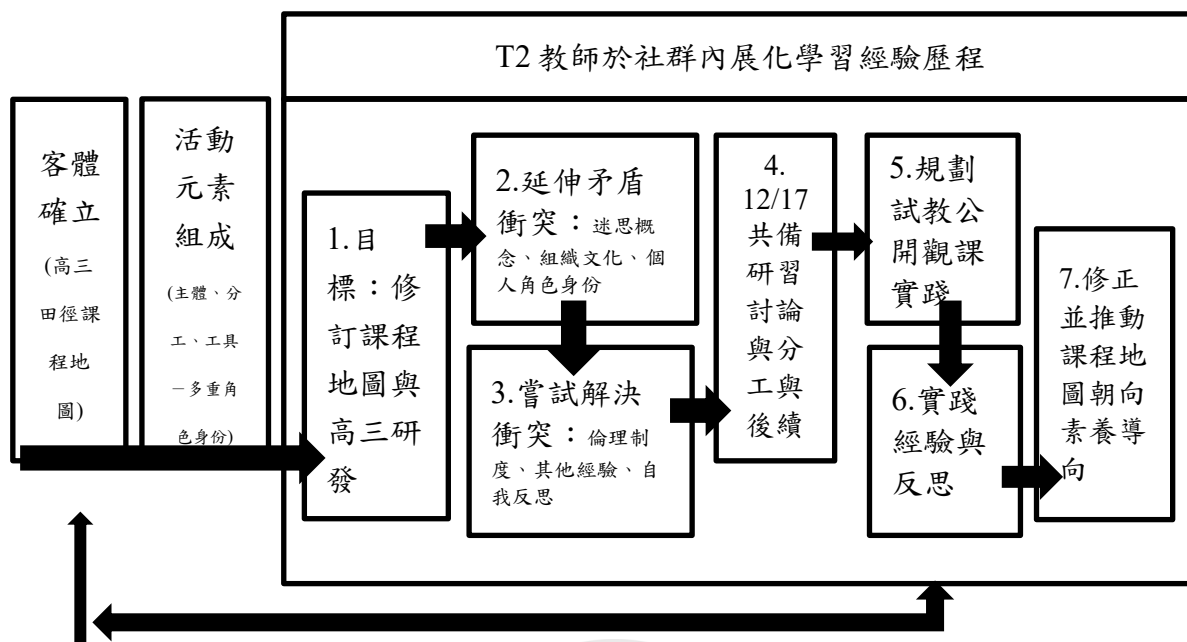 T2 教師於社群內展化學習經驗歷程
客體
確立
(高三
田徑課
程地
圖)
活動
元素
組成
(主體、分
工、工具
－多重角
色身份)
1.目
標：修
訂課程
地圖與
高三研
發
2.延伸矛盾
衝突：迷思概
念、組織文化、個
人角色身份
3.嘗試解決
衝突：倫理制
度、其他經驗、自
我反思
4.
12/17
共備
研習
討論
與分
工與
後續
5.規劃
試教公
開觀課
實踐
6.實踐
經驗與
反思
7.修正
並推動
課程地
圖朝向
素養導
向